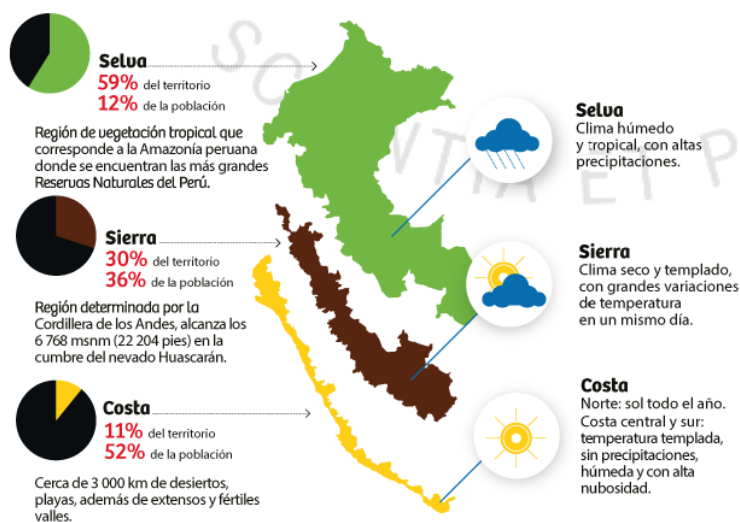 Selva
59% del territorio
12% de la población
Región de vegetación tropical que
corresponde a la Amazonía peruana
donde se encuentran las más grandes
Reservas Naturales del Perú.
Sierra
30% de territorio
36% de la población
Región determinada por la
Cordillera de los Andes, alcanza los
6 768 msnm (22 204 pies) en la
cumbre del nevado Huascarán.
Costa
11% del territorio
52% de la población
Cerca de 3 000 km de desiertos,
playas, además de extensos y fértiles
valles.
Selva
Clima húmedo
y tropical, con altas
precipitaciones.
Sierra
Clima seco y templado,
con grandes variaciones
de temperatura
en un mismo día.
Costa
Norte: sol todo el año.
Costa central y sur:
temperatura templada,
sin precipitaciones,
húmeda y con alta
nubosidad.